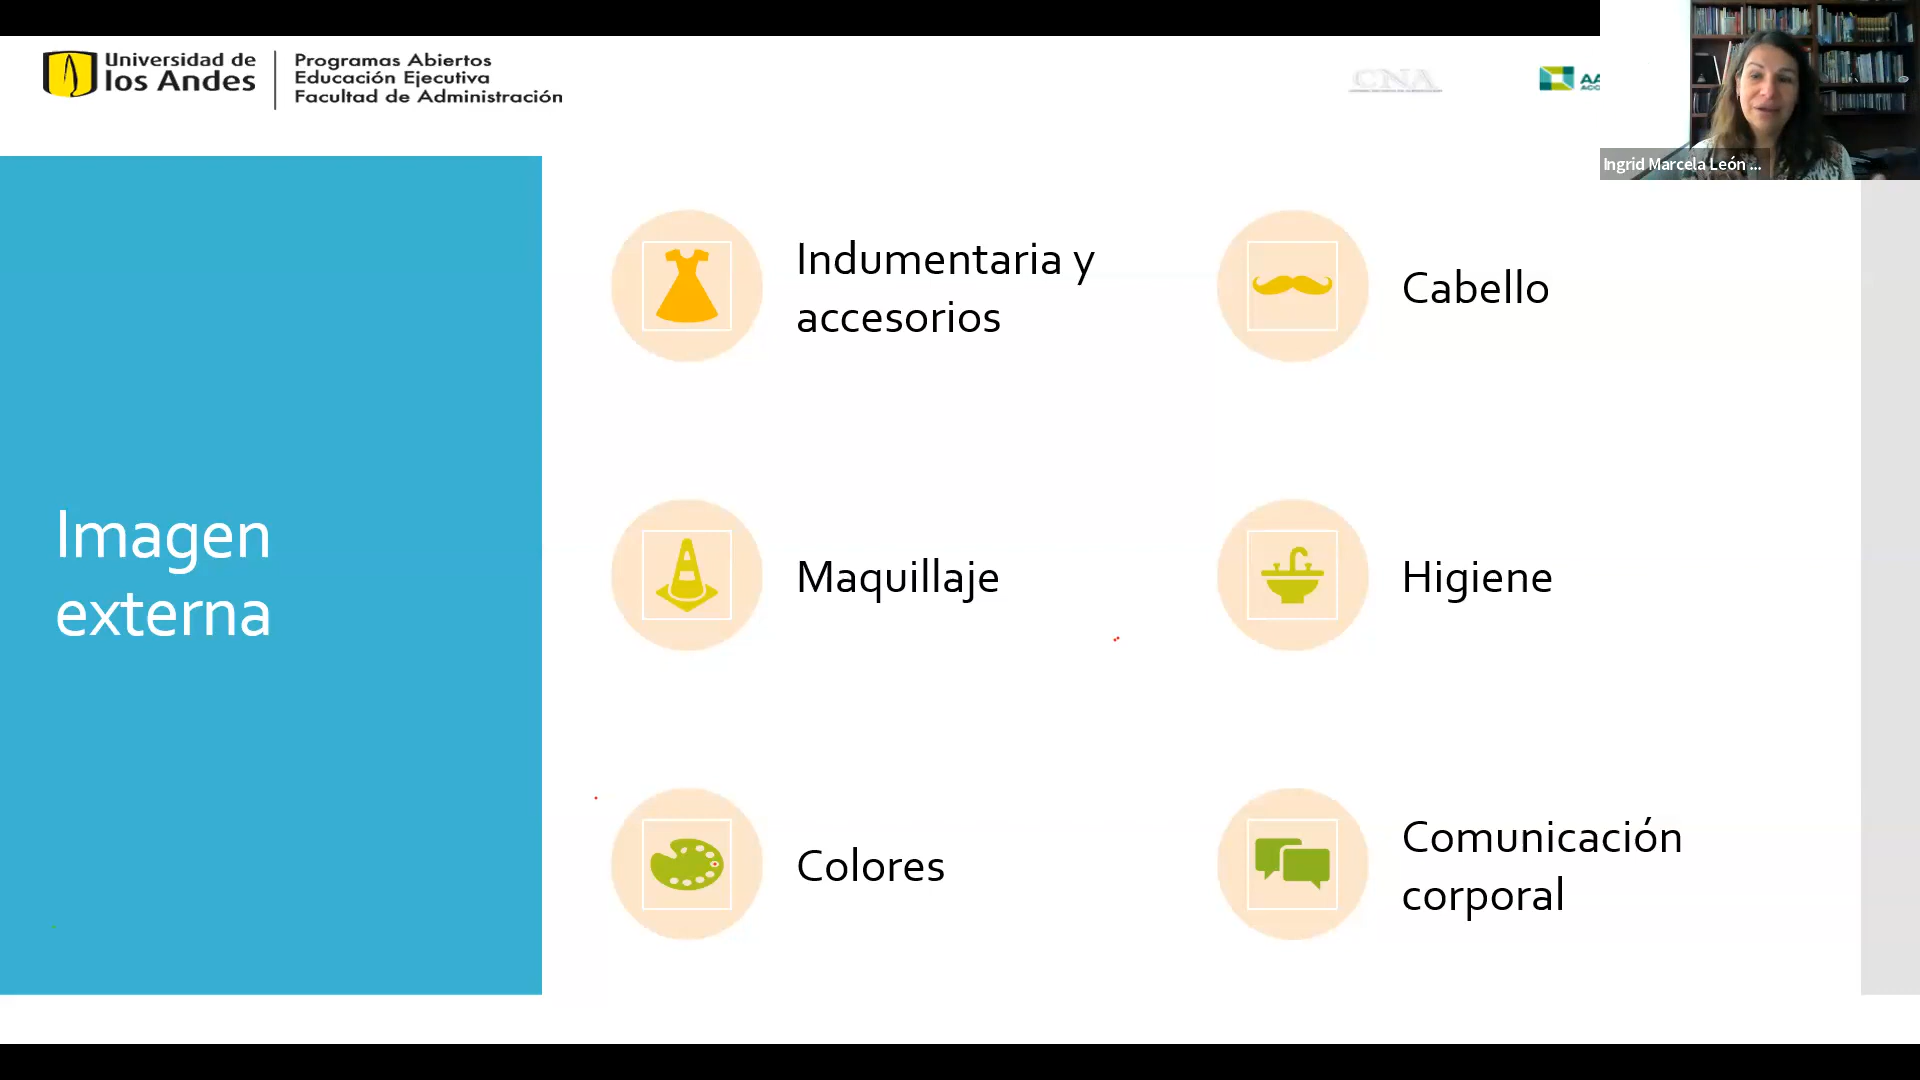 Universidad de
los Andes
Programas Abiertos
Educación Ejecutiva
Facultad de Administración
CNA
Ingrid Marcela León ...
Imagen
externa
Indumentaria y
accesorios
Cabello
Maquillaje
Higiene
Colores
Comunicación
corporal